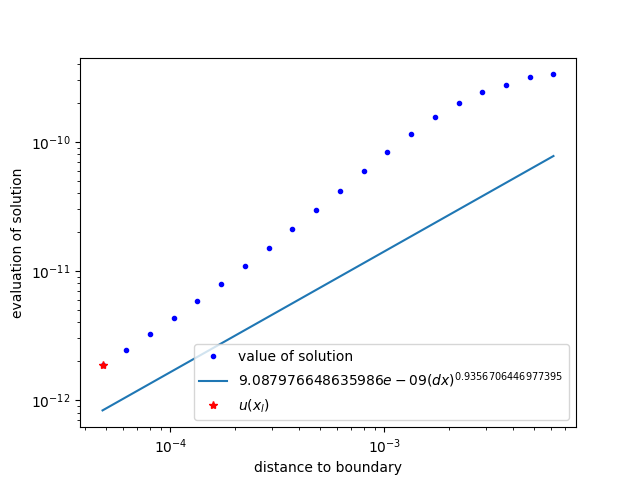 10⁻¹⁰
10⁻¹¹
10⁻¹²
evaluation of solution
value of solution
9.087976648635986e − 09(dx)^0.9356706446977395
u(x_l)
10⁻⁴
10⁻³
distance to boundary